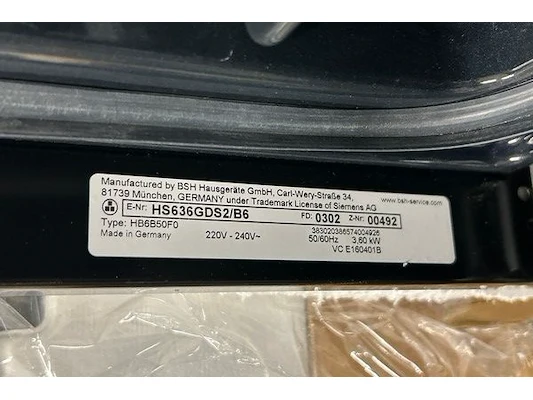 Manufactured by BSH Hausgeräte GmbH, Carl-Wery-Straße 34,
81739 München, GERMANY under Trademark License of Siemens AG
www.bsh-service.com
E-Nr: HS636GDS2/B6 FD: 0302 Z-Nr: 00492
Type: HB6B50F0 220V - 240V~ 383020386574004926
Made in Germany 50/60Hz 3,60 kW
VC E160401B